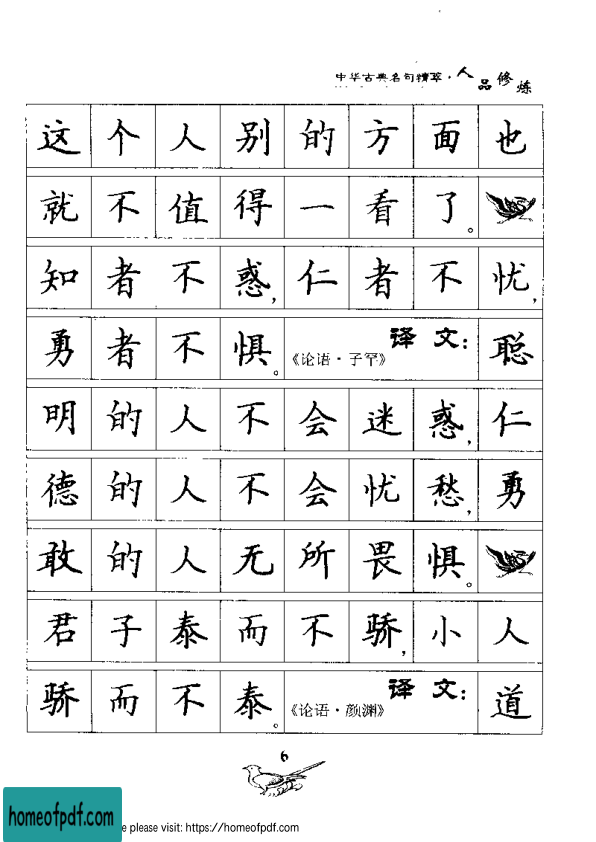 中华古典名句精萃·人品修炼
这个人别的方面也
就不值得一看了。
知者不惑，仁者不忧，
勇者不惧。《论语·子罕》译文：聪
明的人不会迷惑，仁
德的人不会忧愁，勇
敢的人无所畏惧。
君子泰而不骄，小人
骄而不泰。《论语·颜渊》译文：道
6
homeofpdf.com
e please visit: https://homeofpdf.com